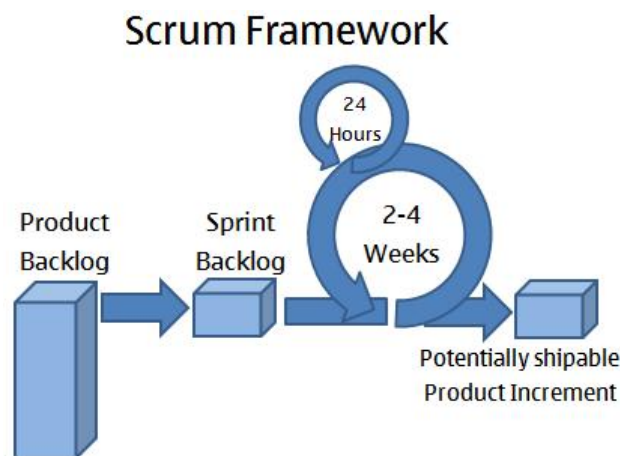 Scrum Framework
24
Hours
Product
Backlog
Sprint
Backlog
2-4
Weeks
Potentially shipable
Product Increment